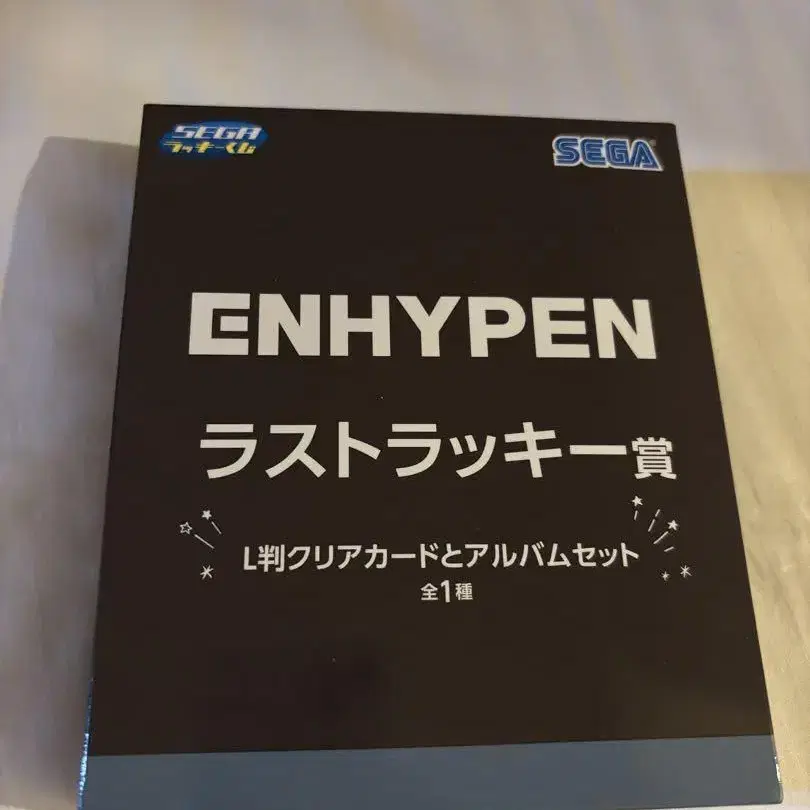 SEGA
ラッキーくじ
SEGA
ENHYPEN
ラストラッキー賞
L判クリアカードとアルバムセット
全1種